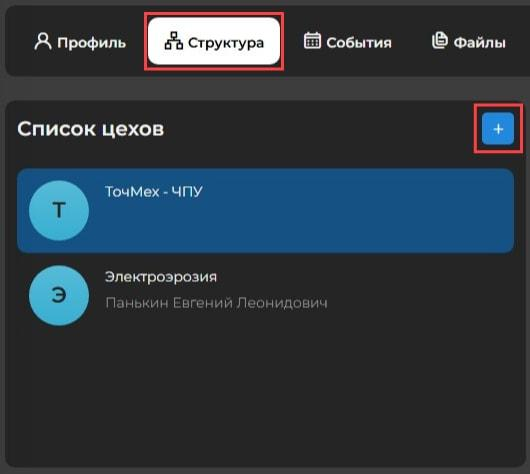 Профиль Структура События Файлы
Список цехов +
Т ТочМех - ЧПУ
Э Электроэрозия
Панькин Евгений Леонидович